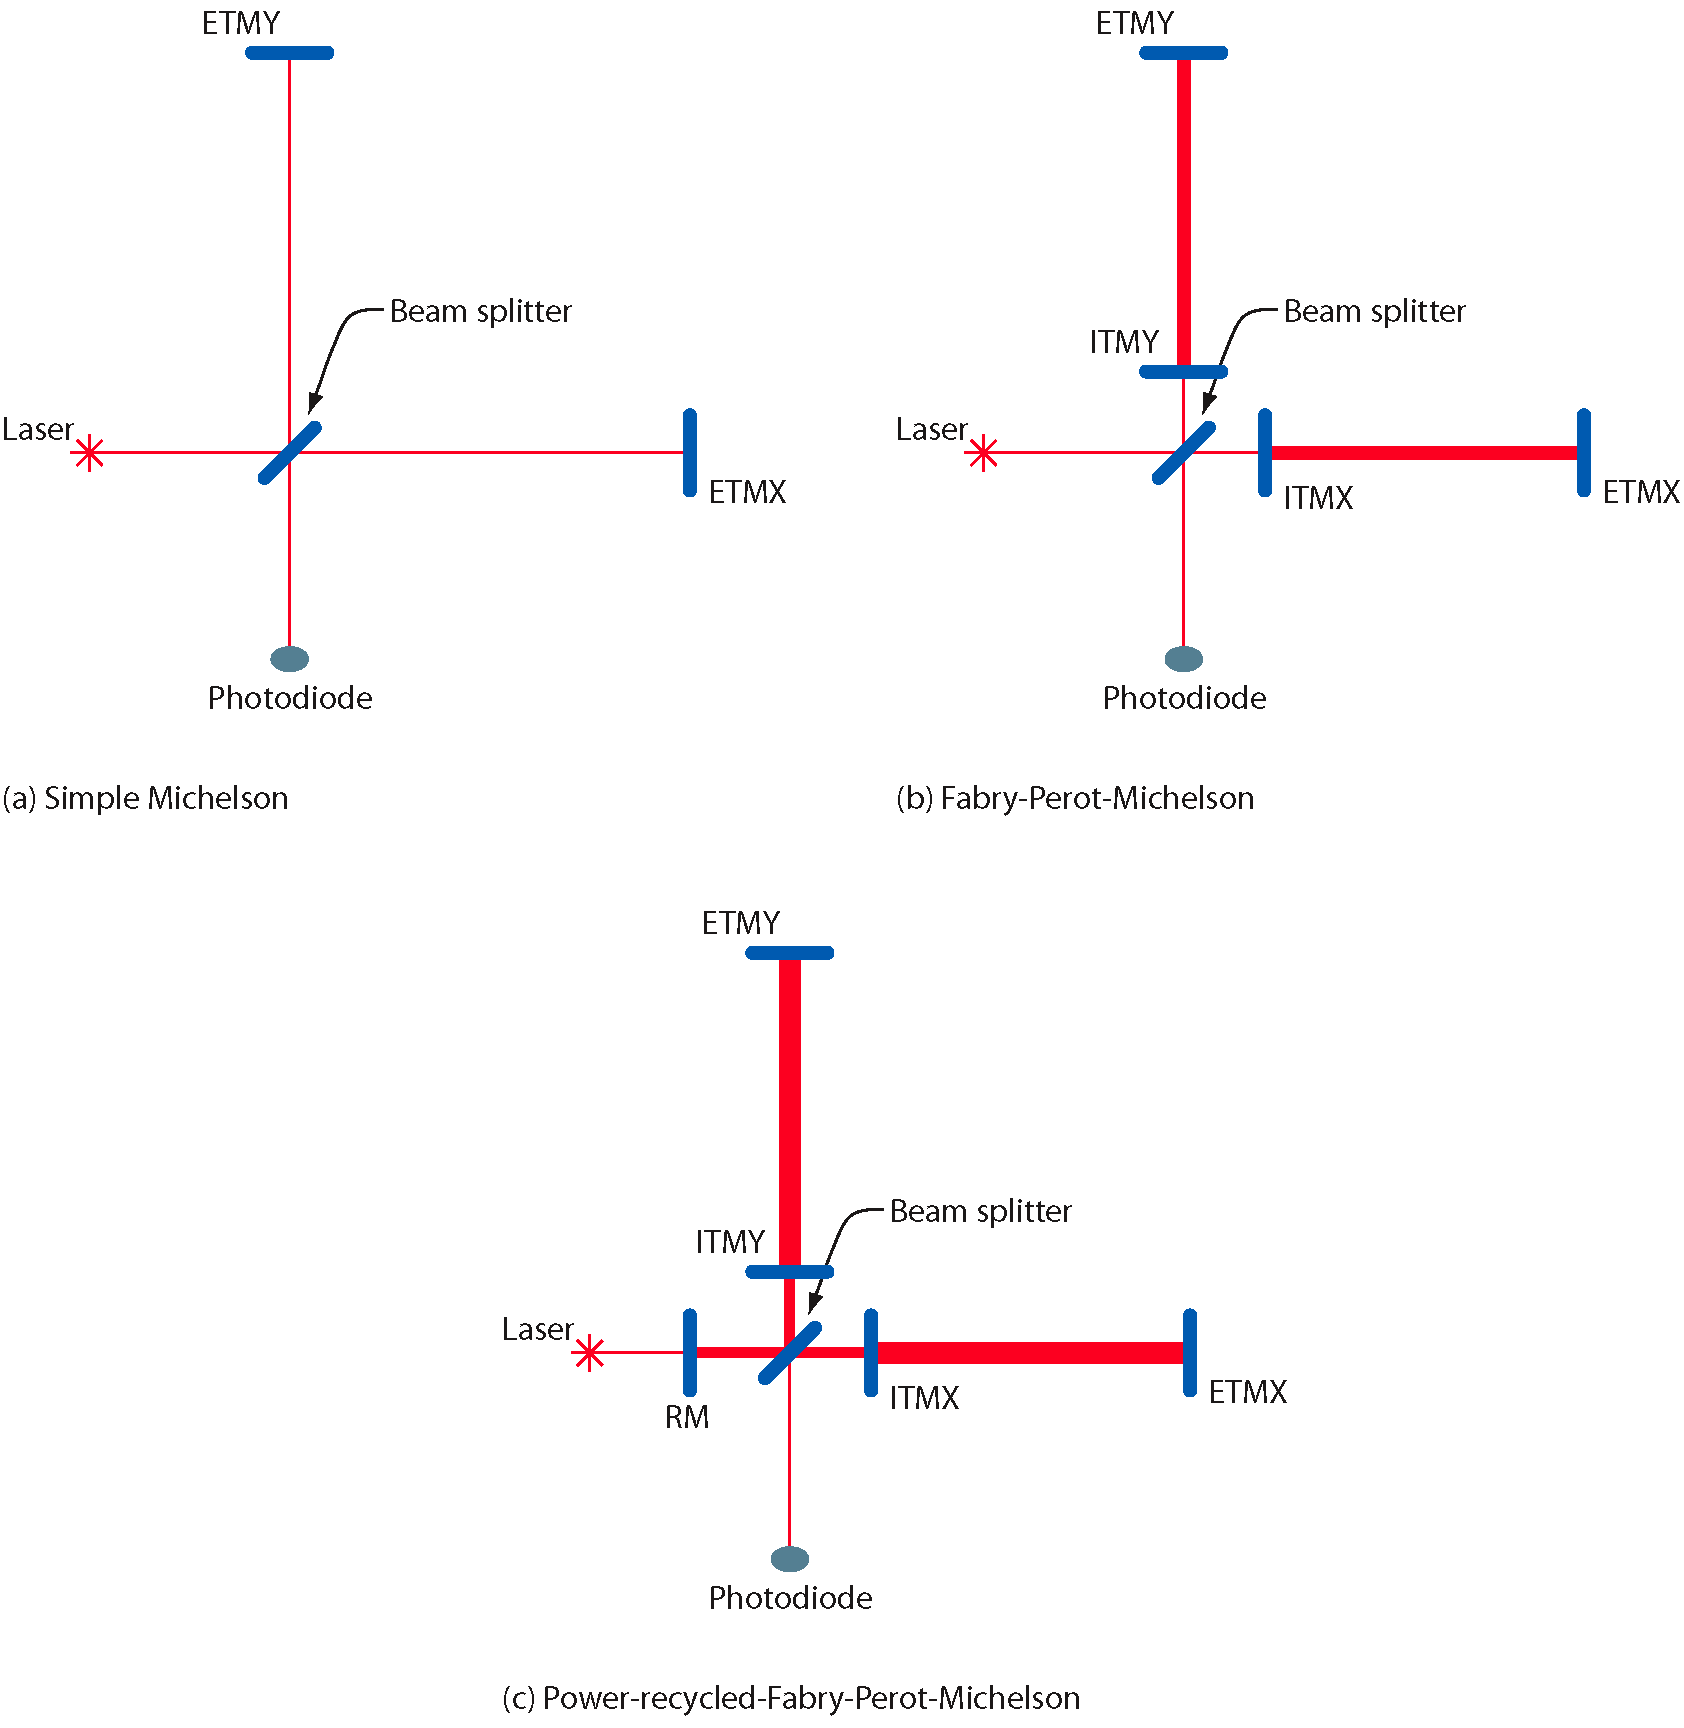 ETMY
Beam splitter
Laser
ETMX
Photodiode
(a) Simple Michelson
ETMY
Beam splitter
ITMY
Laser
ITMX
ETMX
Photodiode
(b) Fabry-Perot-Michelson
ETMY
Beam splitter
ITMY
Laser
RM
ITMX
ETMX
Photodiode
(c) Power-recycled-Fabry-Perot-Michelson